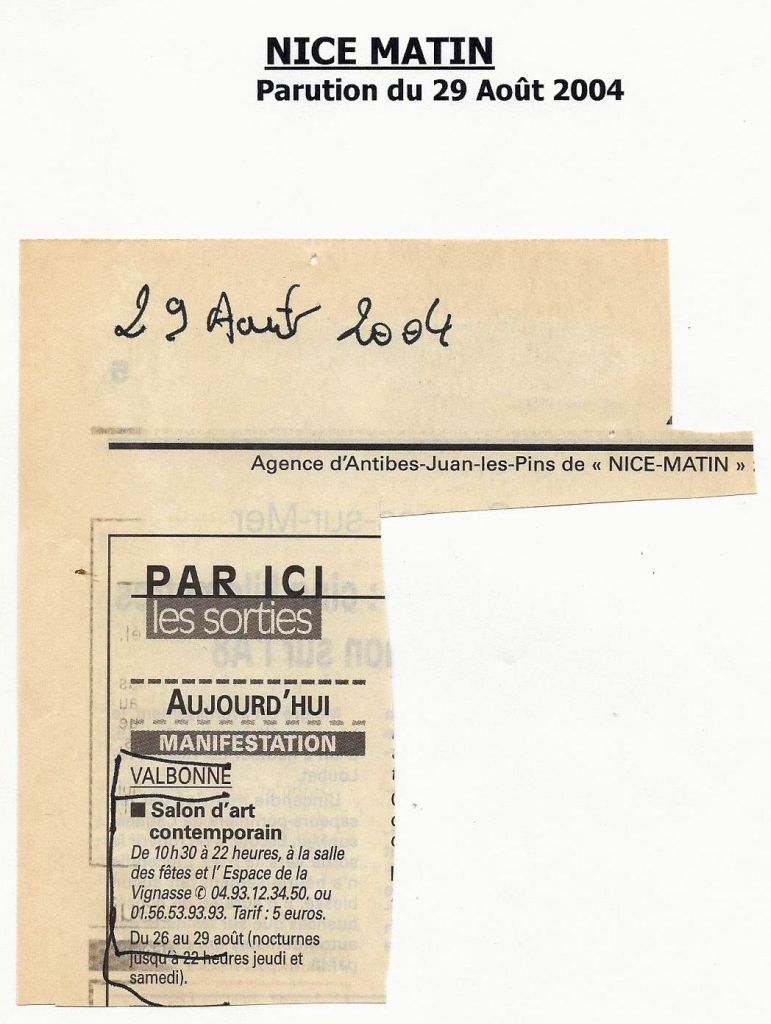 NICE MATIN
Parution du 29 Août 2004
29 Aout 2004
Agence d'Antibes-Juan-les-Pins de « NICE-MATIN » :
PAR ICI
les sorties
AUJOURD'HUI
MANIFESTATION
VALBONNE
■ Salon d'art
contemporain
De 10h30 à 22 heures, à la salle
des fêtes et l'Espace de la
Vignasse ✆ 04.93.12.34.50. ou
01.56.53.93.93. Tarif : 5 euros.
Du 26 au 29 août (nocturnes
jusqu'à 22 heures jeudi et
samedi).